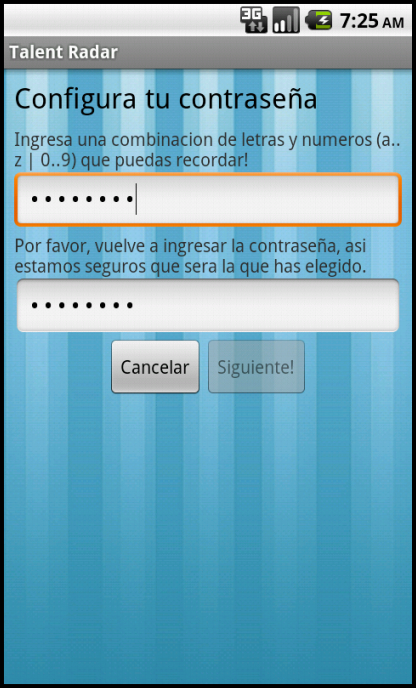 3G
7:25 AM
Talent Radar
Configura tu contraseña
Ingresa una combinacion de letras y numeros (a..
z | 0..9) que puedas recordar!
••••••••
Por favor, vuelve a ingresar la contraseña, asi
estamos seguros que sera la que has elegido.
••••••••
Cancelar
Siguiente!